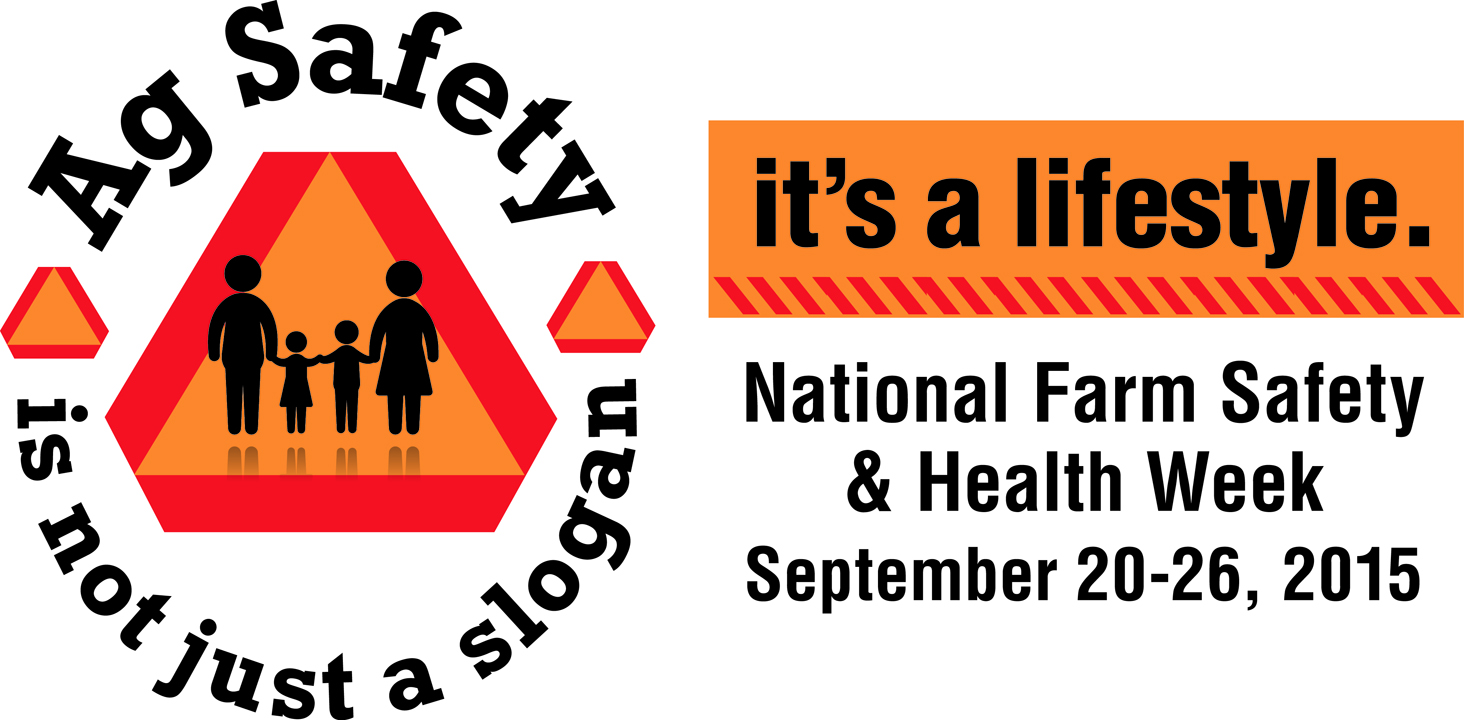 Ag Safety
is not just a slogan
it's a lifestyle.
National Farm Safety
& Health Week
September 20-26, 2015